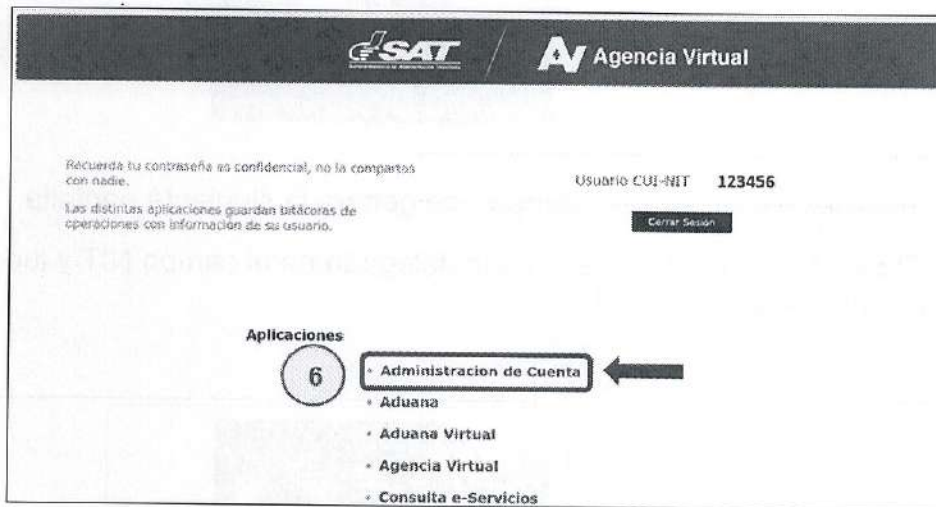 SAT
Agencia Virtual
Recuerda tu contraseña es confidencial, no la compartas
con nadie.
Las distintas aplicaciones guardan bitácoras de
operaciones con información de su usuario.
Usuario CUI-NIT 123456
Cerrar Sesión
Aplicaciones
6
• Administracion de Cuenta
• Aduana
• Aduana Virtual
• Agencia Virtual
• Consulta e-Servicios